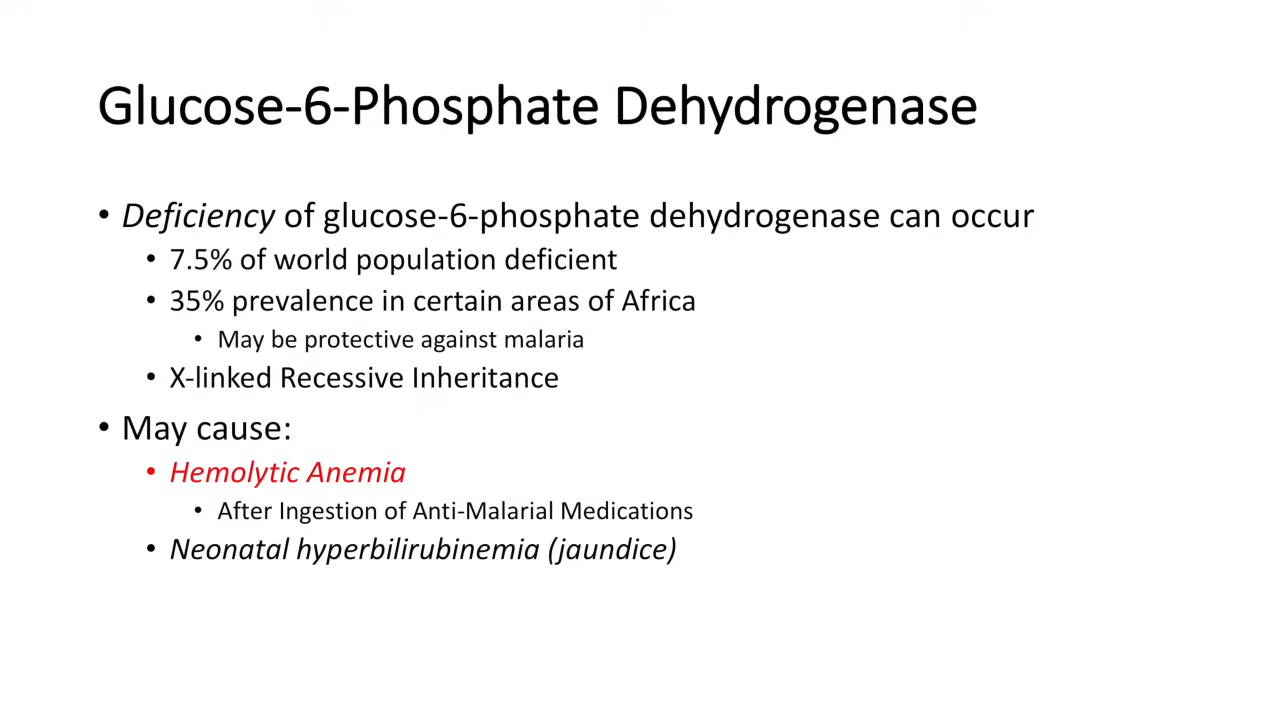 Glucose-6-Phosphate Dehydrogenase
• Deficiency of glucose-6-phosphate dehydrogenase can occur
• 7.5% of world population deficient
• 35% prevalence in certain areas of Africa
• May be protective against malaria
• X-linked Recessive Inheritance
• May cause:
• Hemolytic Anemia
• After Ingestion of Anti-Malarial Medications
• Neonatal hyperbilirubinemia (jaundice)